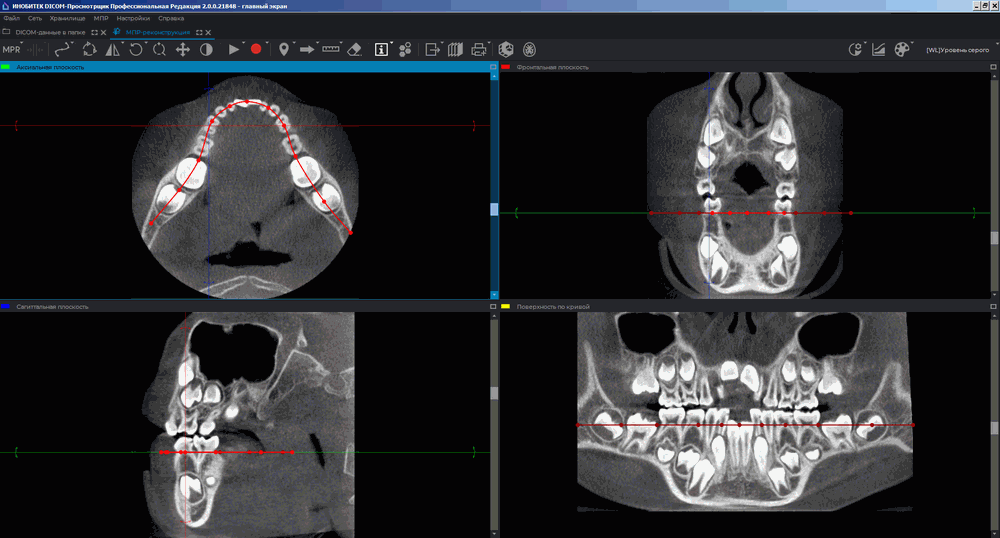 ИНОБИТЕК DICOM-Просмотрщик Профессиональная Редакция 2.0.0.21848 - главный экран
Файл Сеть Хранилище МПР Настройки Справка
DICOM-данные в папке МПР-реконструкция
MPR [WL]Уровень серого
Аксиальная плоскость Фронтальная плоскость
Сагиттальная плоскость Поверхность по кривой